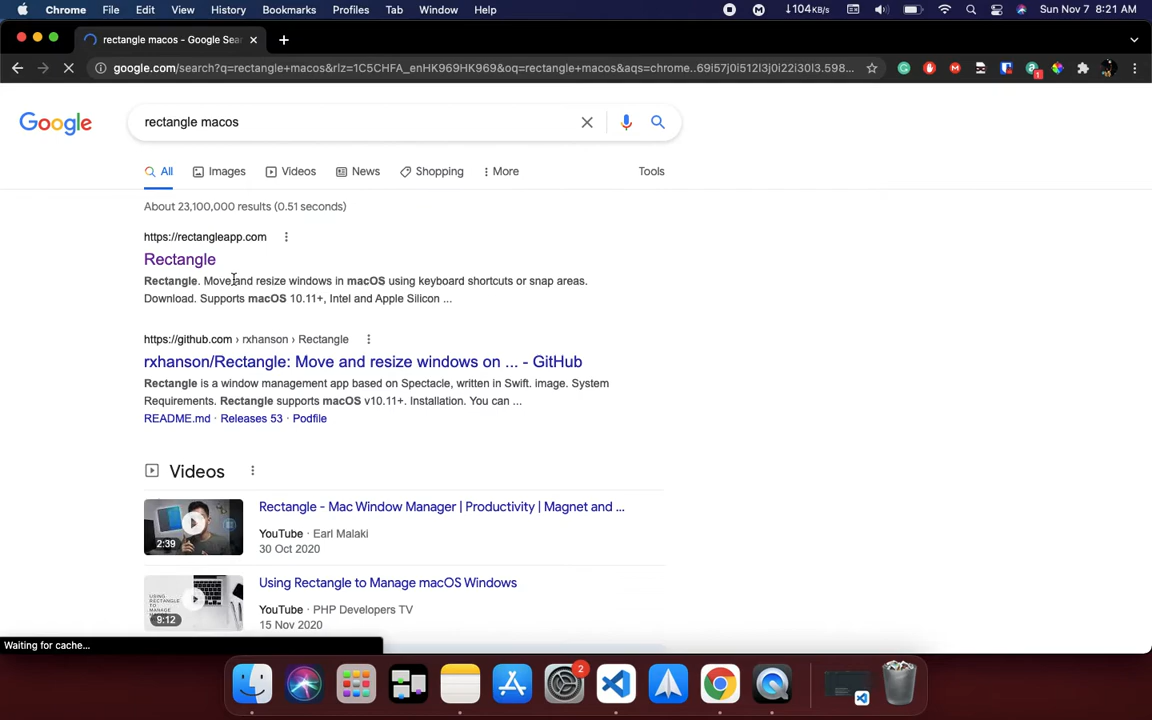 Chrome File Edit View History Bookmarks Profiles Tab Window Help
↓104KB/s Sun Nov 7 8:21 AM
rectangle macos - Google Sear
google.com/search?q=rectangle+macos&rlz=1C5CHFA_enHK969HK969&oq=rectangle+macos&aqs=chrome..69i57j0i512l3j0i22i30l3.598...
1
Google
rectangle macos
All Images Videos News Shopping More Tools
About 23,100,000 results (0.51 seconds)
https://rectangleapp.com
Rectangle
Rectangle. Move and resize windows in macOS using keyboard shortcuts or snap areas.
Download. Supports macOS 10.11+, Intel and Apple Silicon ...
https://github.com › rxhanson › Rectangle
rxhanson/Rectangle: Move and resize windows on ... - GitHub
Rectangle is a window management app based on Spectacle, written in Swift. image. System
Requirements. Rectangle supports macOS v10.11+. Installation. You can ...
README.md · Releases 53 · Podfile
Videos
Rectangle - Mac Window Manager | Productivity | Magnet and ...
YouTube · Earl Malaki
30 Oct 2020
2:39
Using Rectangle to Manage macOS Windows
USING
RECTANGLE
TO
MANAGE
YouTube · PHP Developers TV
15 Nov 2020
9:12
Waiting for cache...
2